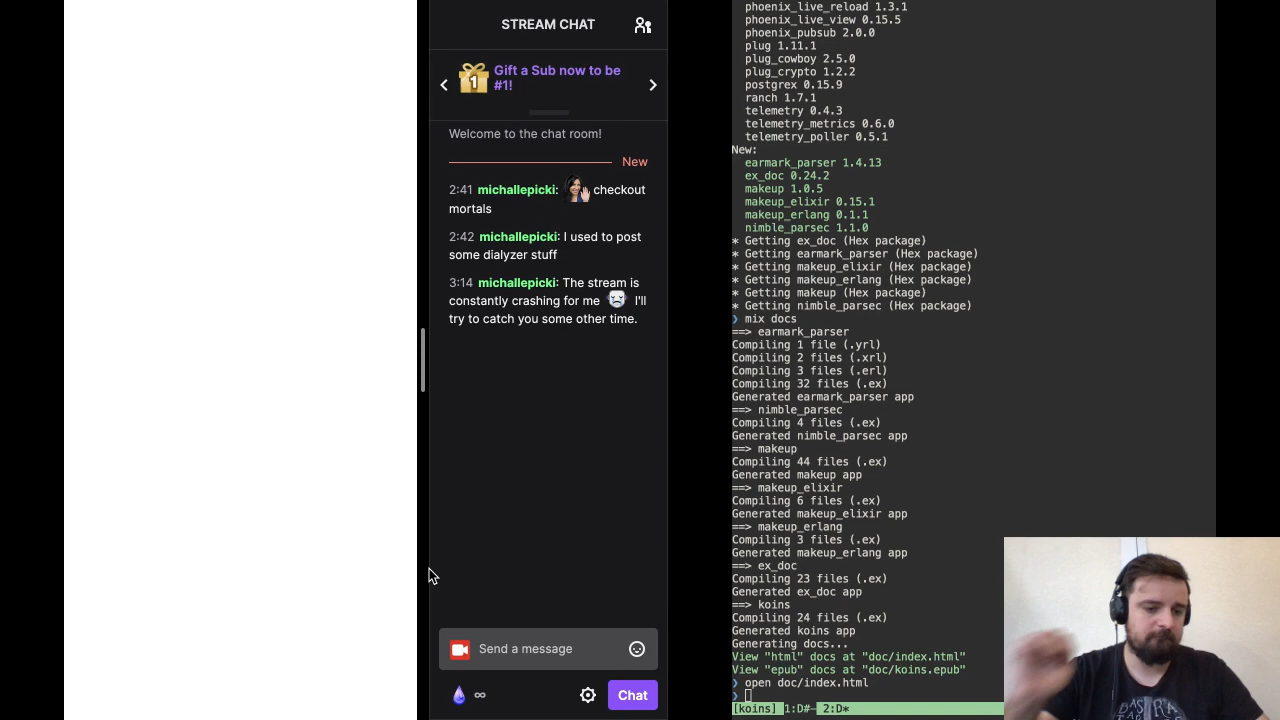 STREAM CHAT
Gift a Sub now to be
#1!
1
Welcome to the chat room!
New
2:41 michallepicki: checkout
mortals
2:42 michallepicki: I used to post
some dialyzer stuff
3:14 michallepicki: The stream is
constantly crashing for me I'll
try to catch you some other time.
Send a message
∞
Chat
phoenix_live_reload 1.3.1
phoenix_live_view 0.15.5
phoenix_pubsub 2.0.0
plug 1.11.1
plug_cowboy 2.5.0
plug_crypto 1.2.2
postgrex 0.15.9
ranch 1.7.1
telemetry 0.4.3
telemetry_metrics 0.6.0
telemetry_poller 0.5.1
New:
earmark_parser 1.4.13
ex_doc 0.24.2
makeup 1.0.5
makeup_elixir 0.15.1
makeup_erlang 0.1.1
nimble_parsec 1.1.0
* Getting ex_doc (Hex package)
* Getting earmark_parser (Hex package)
* Getting makeup_elixir (Hex package)
* Getting makeup_erlang (Hex package)
* Getting makeup (Hex package)
* Getting nimble_parsec (Hex package)
❯ mix docs
==> earmark_parser
Compiling 1 file (.yrl)
Compiling 2 files (.xrl)
Compiling 3 files (.erl)
Compiling 32 files (.ex)
Generated earmark_parser app
==> nimble_parsec
Compiling 4 files (.ex)
Generated nimble_parsec app
==> makeup
Compiling 44 files (.ex)
Generated makeup app
==> makeup_elixir
Compiling 6 files (.ex)
Generated makeup_elixir app
==> makeup_erlang
Compiling 3 files (.ex)
Generated makeup_erlang app
==> ex_doc
Compiling 23 files (.ex)
Generated ex_doc app
==> koins
Compiling 24 files (.ex)
Generated koins app
Generating docs...
View "html" docs at "doc/index.html"
View "epub" docs at "doc/koins.epub"
❯ open doc/index.html
❯
[koins] 1:D#- 2:D*